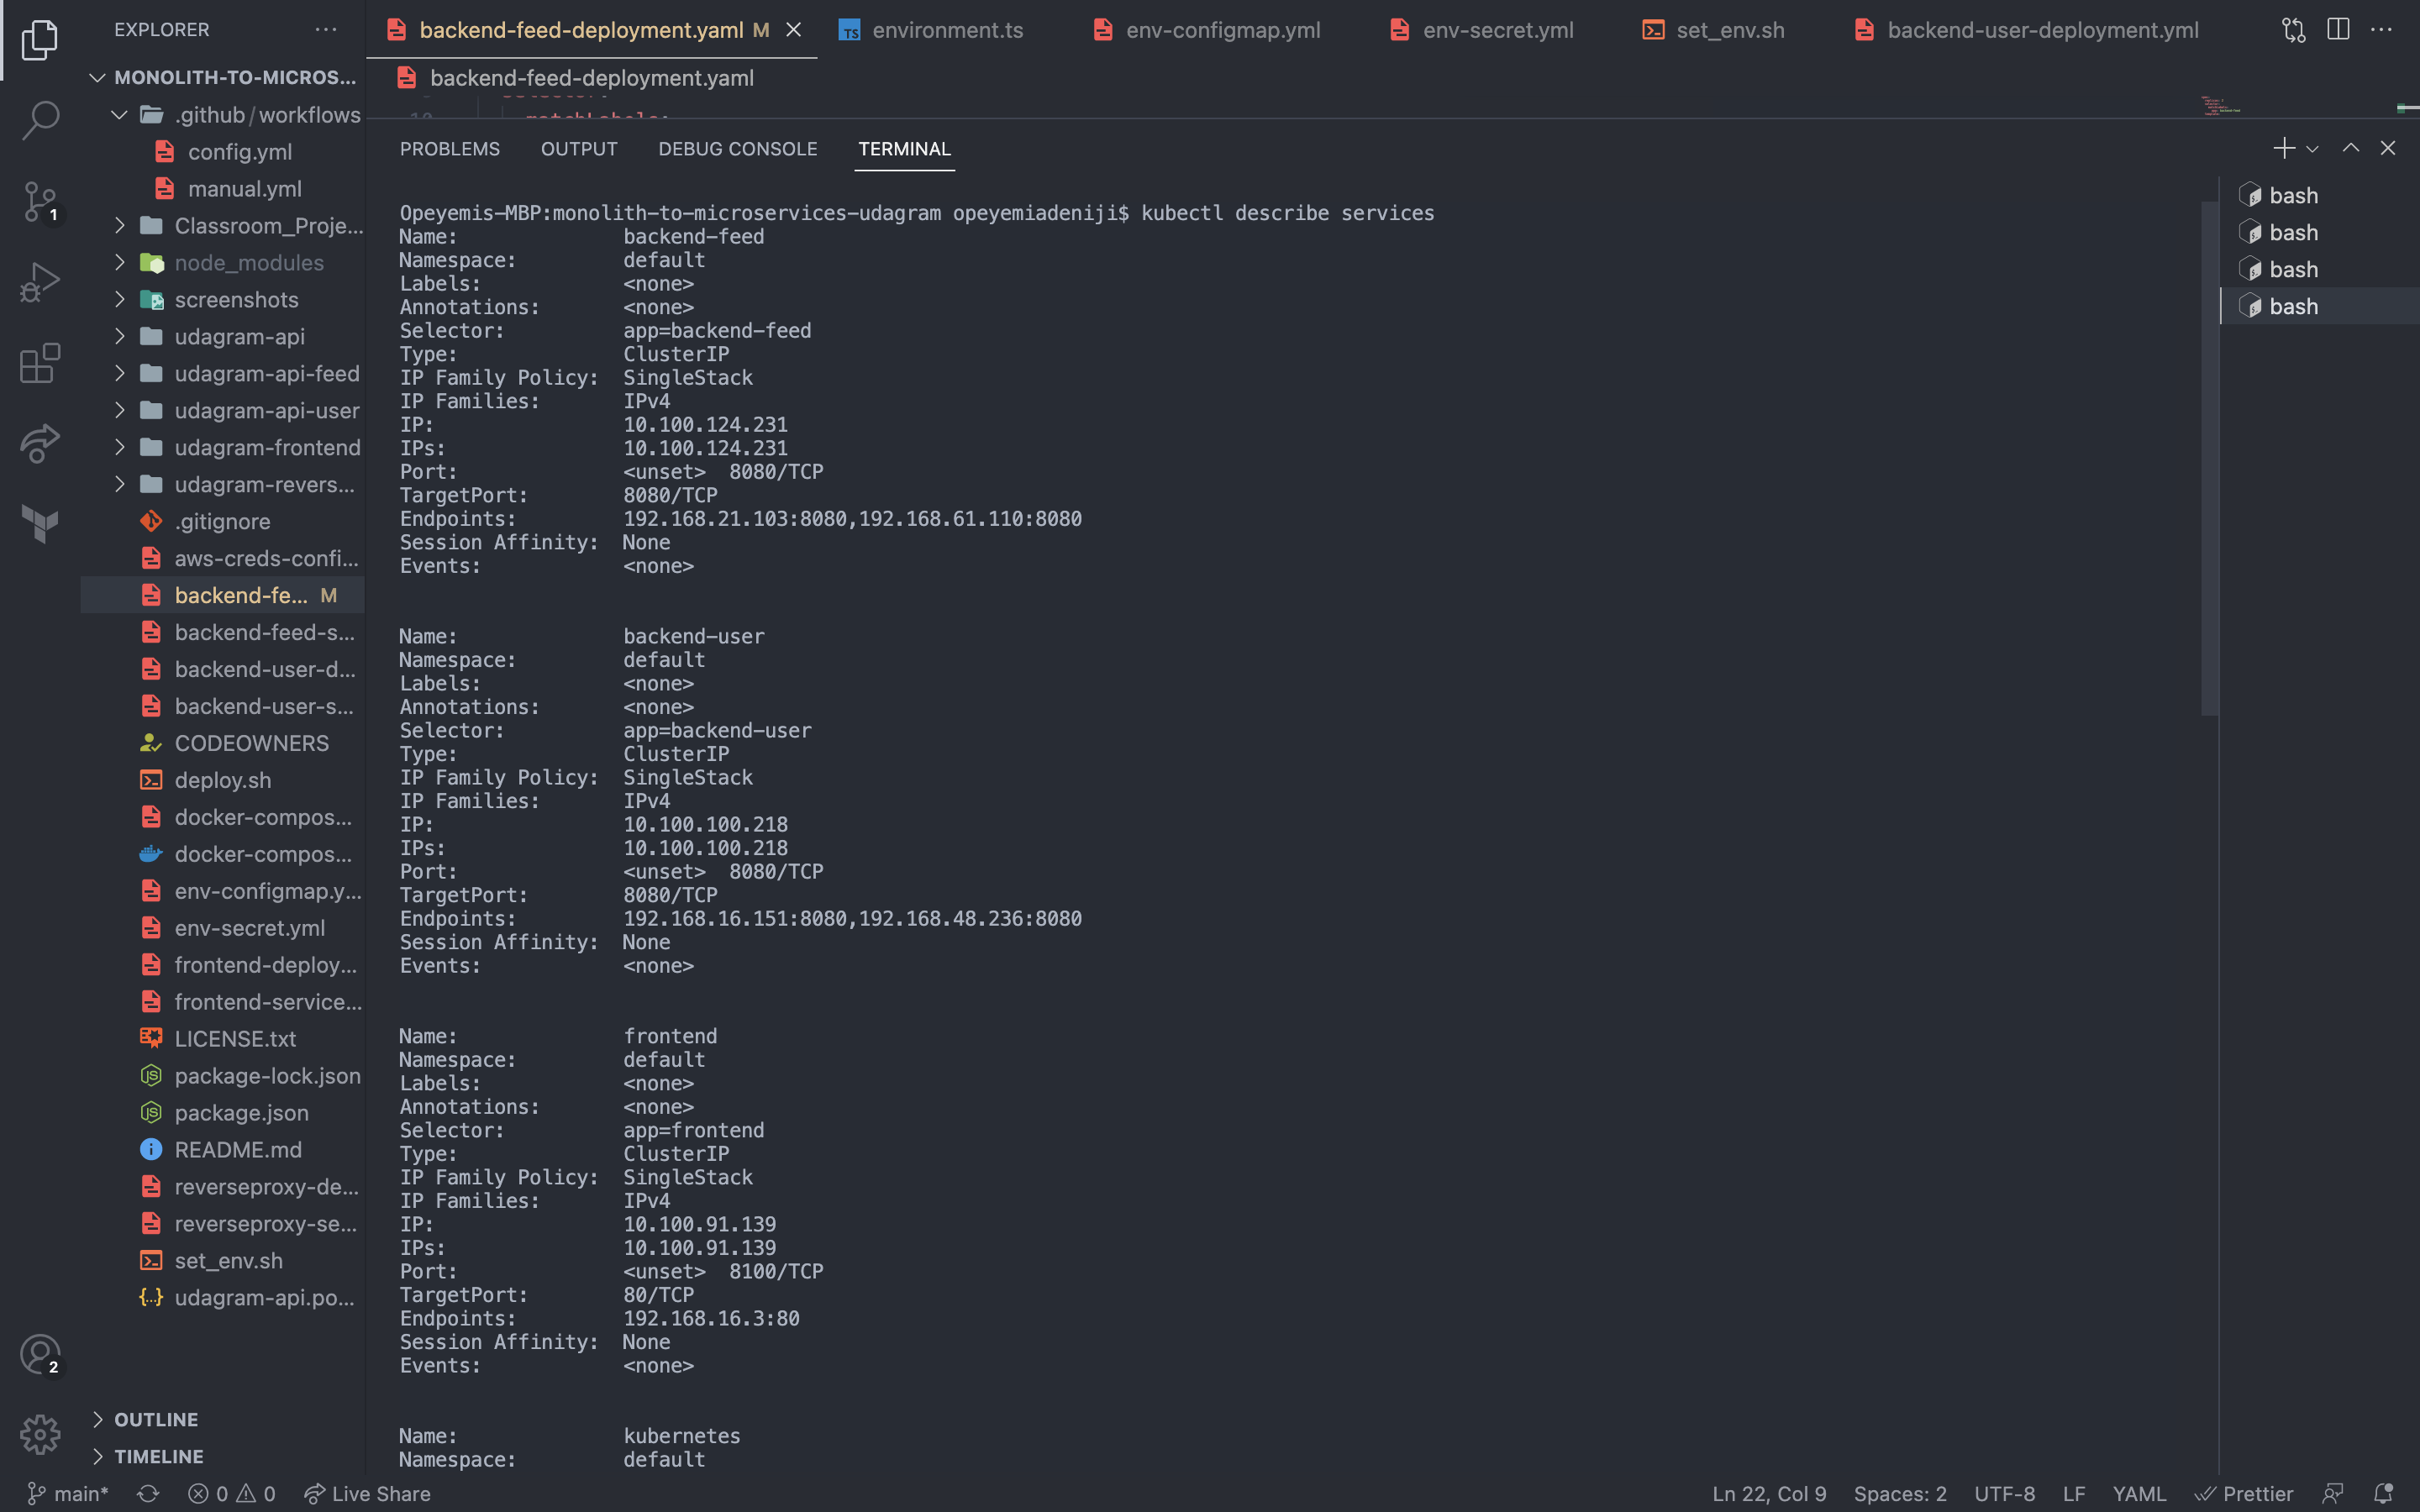 EXPLORER
MONOLITH-TO-MICROS...
.github/workflows
config.yml
manual.yml
Classroom_Proje...
node_modules
screenshots
udagram-api
udagram-api-feed
udagram-api-user
udagram-frontend
udagram-revers...
.gitignore
aws-creds-confi...
backend-fe... M
backend-feed-s...
backend-user-d...
backend-user-s...
CODEOWNERS
deploy.sh
docker-compos...
docker-compos...
env-configmap.y...
env-secret.yml
frontend-deploy...
frontend-service...
LICENSE.txt
package-lock.json
package.json
README.md
reverseproxy-de...
reverseproxy-se...
set_env.sh
udagram-api.po...
OUTLINE
TIMELINE
1
2
backend-feed-deployment.yaml M
TS environment.ts
env-configmap.yml
env-secret.yml
set_env.sh
backend-user-deployment.yml
backend-feed-deployment.yaml
10 matchLabels:
PROBLEMS OUTPUT DEBUG CONSOLE TERMINAL
Opeyemis-MBP:monolith-to-microservices-udagram opeyemiadeniji$ kubectl describe services
Name: backend-feed
Namespace: default
Labels: <none>
Annotations: <none>
Selector: app=backend-feed
Type: ClusterIP
IP Family Policy: SingleStack
IP Families: IPv4
IP: 10.100.124.231
IPs: 10.100.124.231
Port: <unset> 8080/TCP
TargetPort: 8080/TCP
Endpoints: 192.168.21.103:8080,192.168.61.110:8080
Session Affinity: None
Events: <none>
Name: backend-user
Namespace: default
Labels: <none>
Annotations: <none>
Selector: app=backend-user
Type: ClusterIP
IP Family Policy: SingleStack
IP Families: IPv4
IP: 10.100.100.218
IPs: 10.100.100.218
Port: <unset> 8080/TCP
TargetPort: 8080/TCP
Endpoints: 192.168.16.151:8080,192.168.48.236:8080
Session Affinity: None
Events: <none>
Name: frontend
Namespace: default
Labels: <none>
Annotations: <none>
Selector: app=frontend
Type: ClusterIP
IP Family Policy: SingleStack
IP Families: IPv4
IP: 10.100.91.139
IPs: 10.100.91.139
Port: <unset> 8100/TCP
TargetPort: 80/TCP
Endpoints: 192.168.16.3:80
Session Affinity: None
Events: <none>
Name: kubernetes
Namespace: default
bash
bash
bash
bash
main* 0 0 Live Share
Ln 22, Col 9 Spaces: 2 UTF-8 LF YAML Prettier